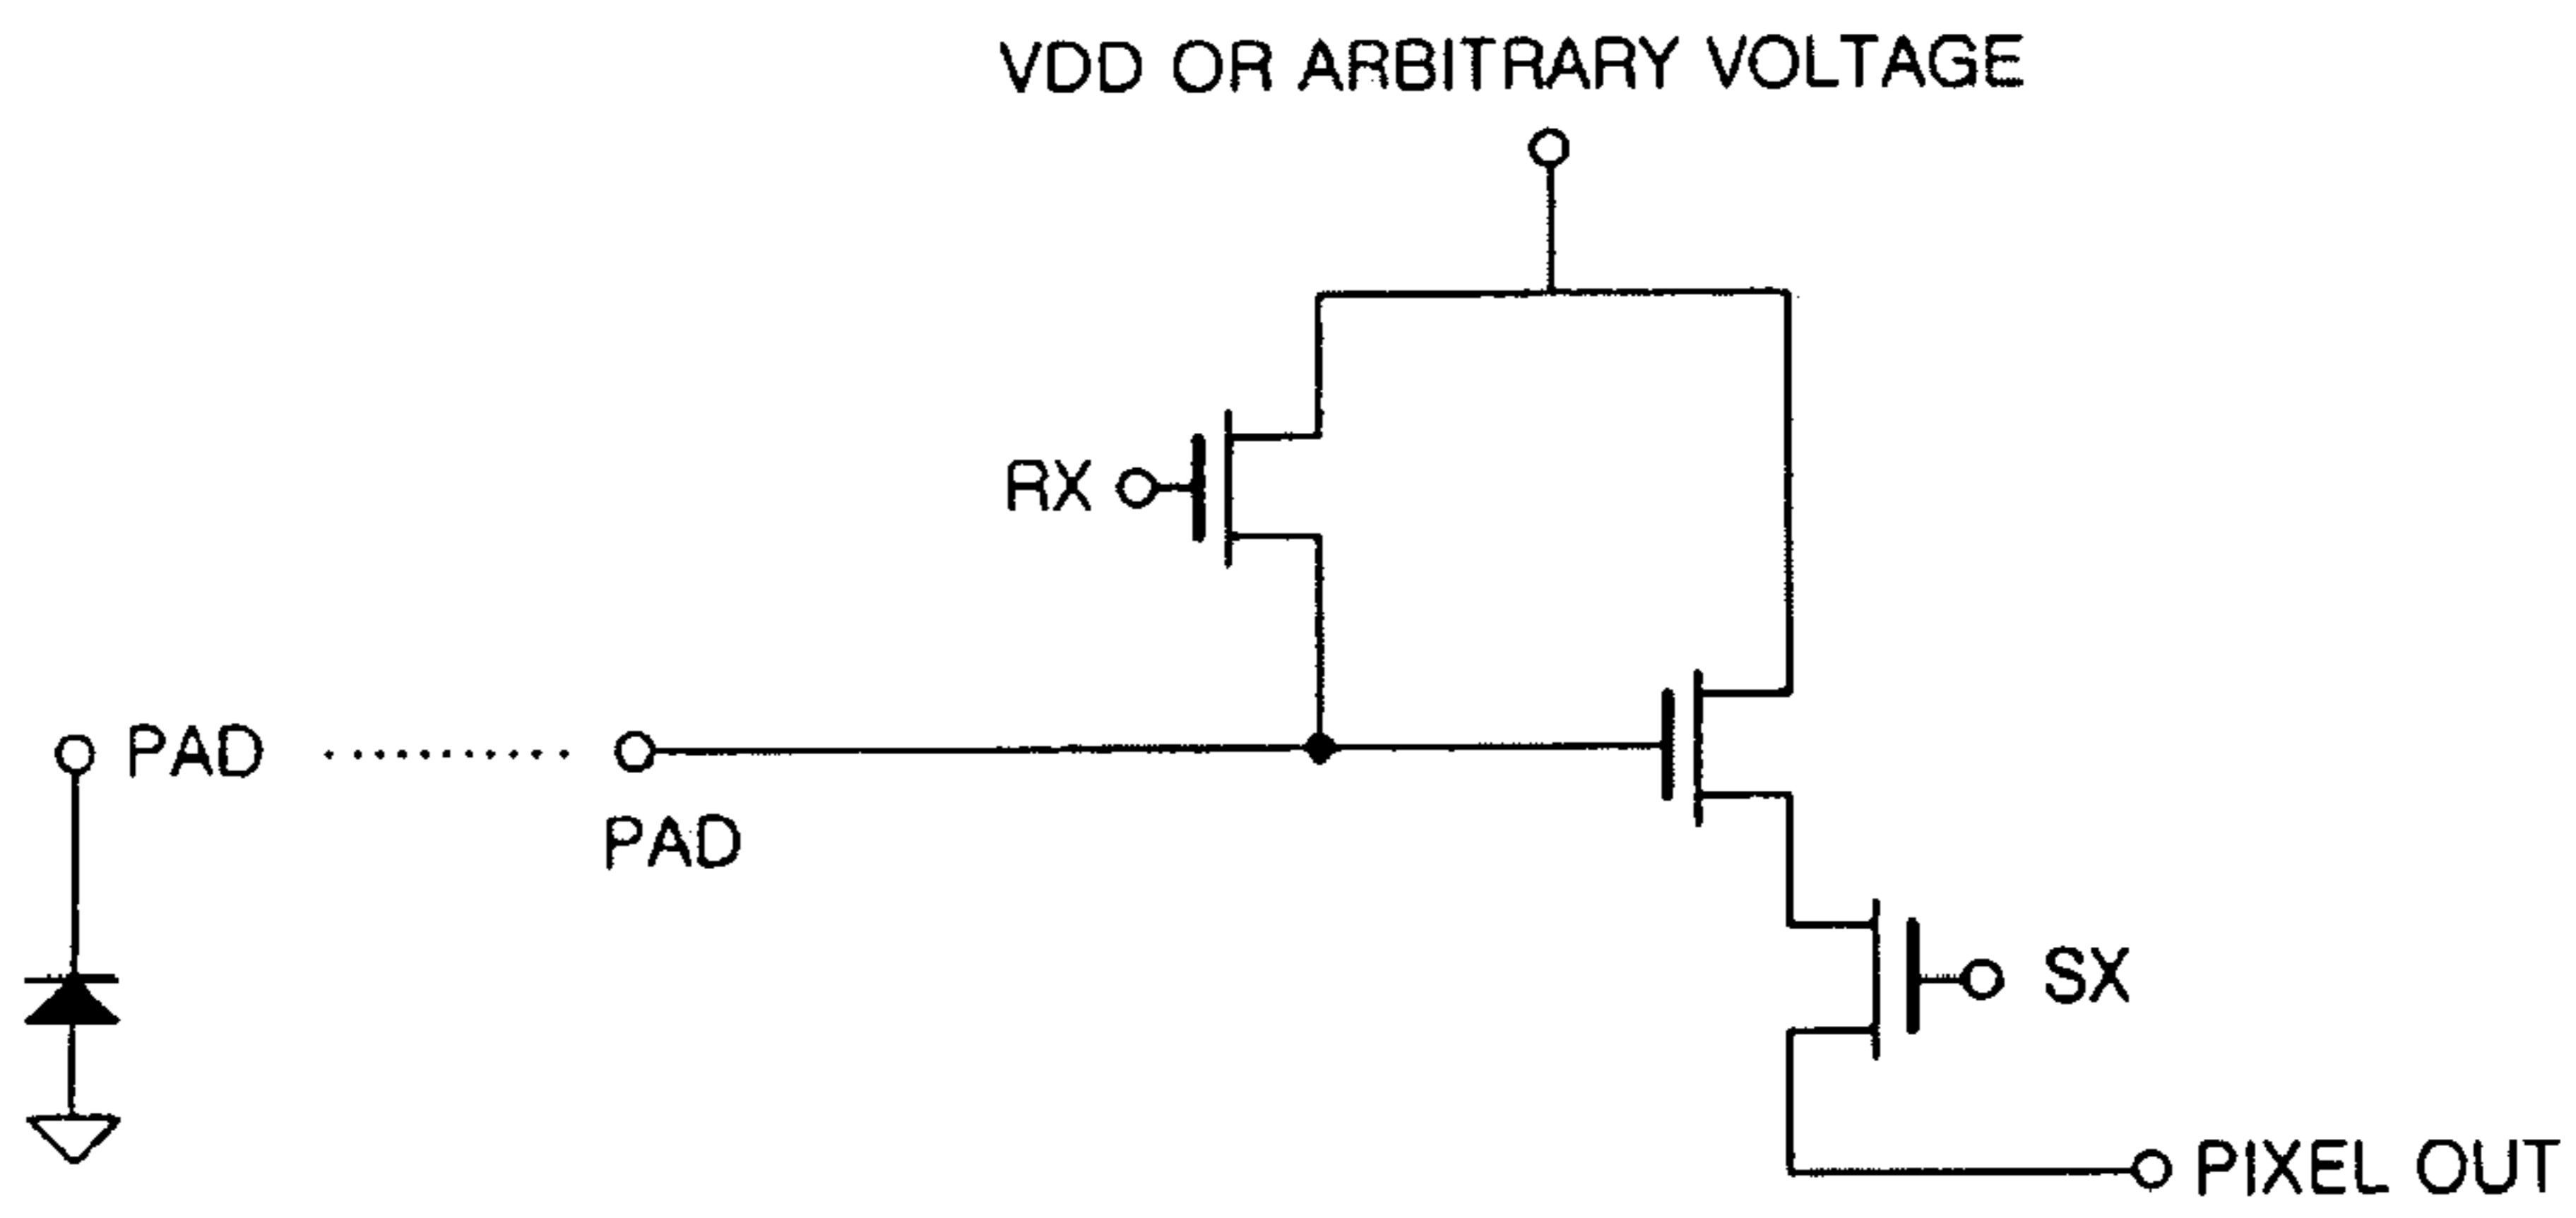 VDD OR ARBITRARY VOLTAGE
RX
PAD
PAD
SX
PIXEL OUT